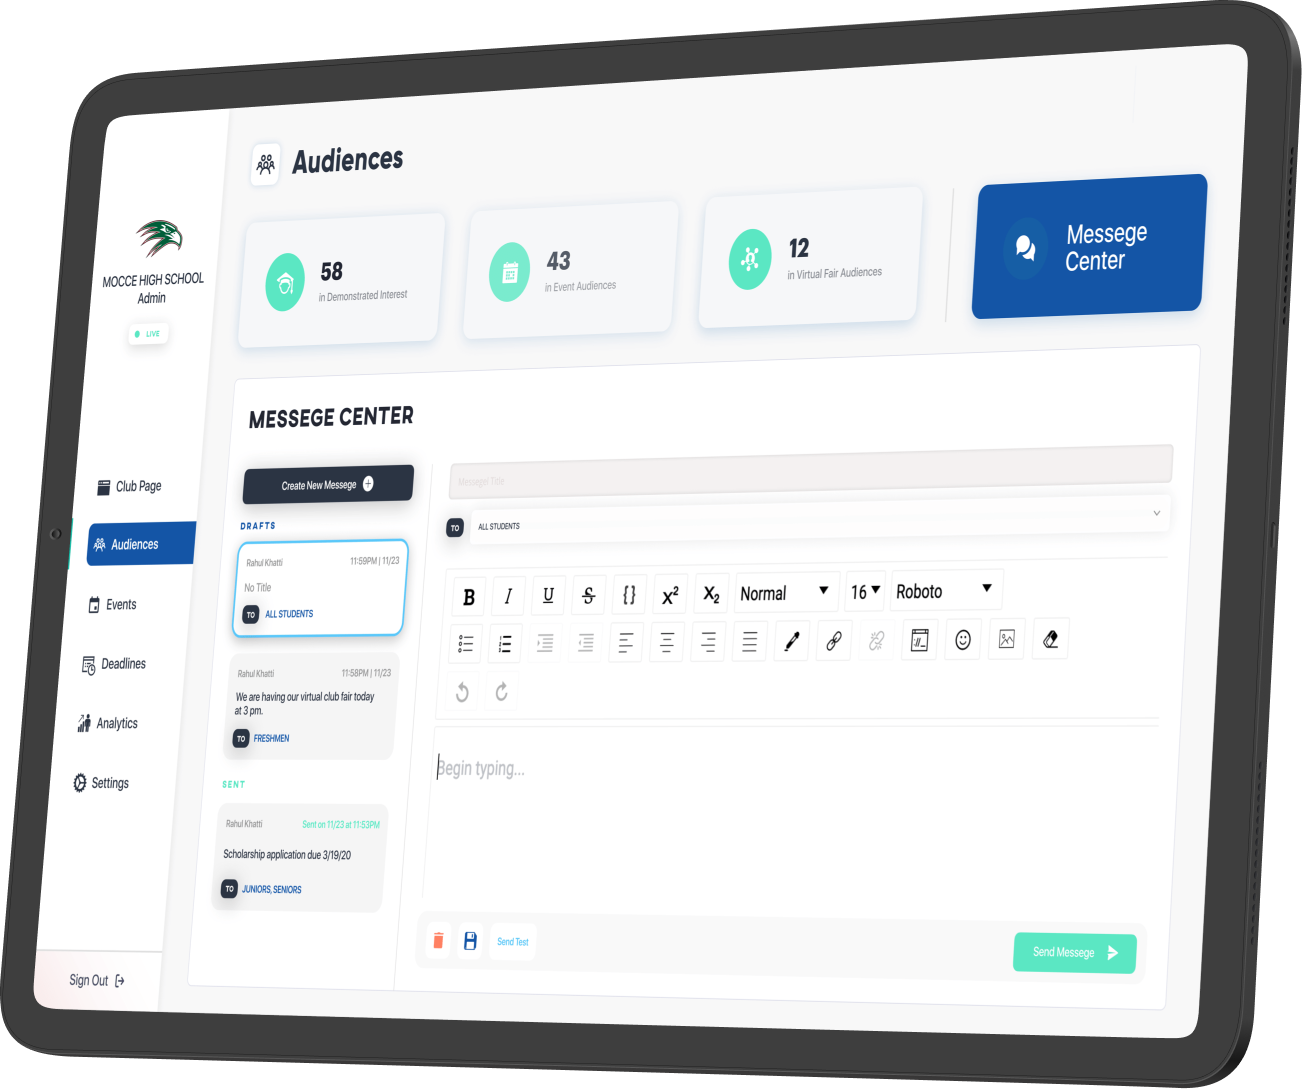 Audiences
MOCCE HIGH SCHOOL
Admin
LIVE
58
in Demonstrated Interest
43
in Event Audiences
12
in Virtual Fair Audiences
Messege
Center
Club Page
Audiences
Events
Deadlines
Analytics
Settings
Sign Out
MESSEGE CENTER
Create New Messege
DRAFTS
Rahul Khatti 11:59PM | 11/23
No Title
TO ALL STUDENTS
Rahul Khatti 11:58PM | 11/23
We are having our virtual club fair today
at 3 pm.
TO FRESHMEN
SENT
Rahul Khatti Sent on 11/23 at 11:53PM
Scholarship application due 3/19/20
TO JUNIORS, SENIORS
Messegel Title
TO ALL STUDENTS
B I U S {} X² X₂ Normal 16 Roboto
Begin typing...
Send Test
Send Messege